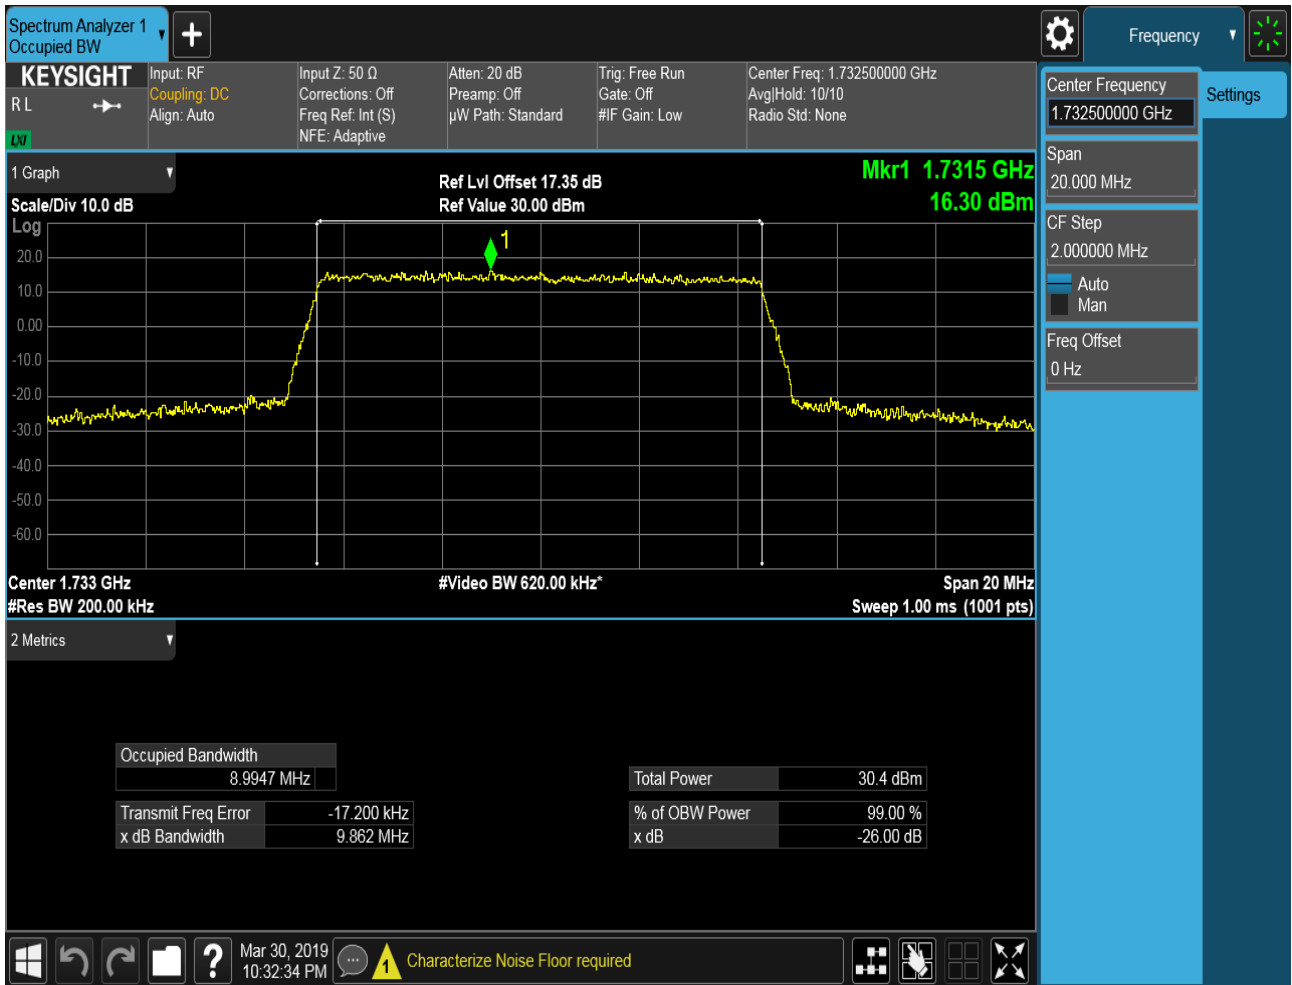 Spectrum Analyzer 1
Occupied BW
Frequency
KEYSIGHT
R L
LXI
Input: RF
Coupling: DC
Align: Auto
Input Z: 50 Ω
Corrections: Off
Freq Ref: Int (S)
NFE: Adaptive
Atten: 20 dB
Preamp: Off
µW Path: Standard
Trig: Free Run
Gate: Off
#IF Gain: Low
Center Freq: 1.732500000 GHz
Avg|Hold: 10/10
Radio Std: None
Center Frequency
1.732500000 GHz
Settings
Span
20.000 MHz
CF Step
2.000000 MHz
Auto
Man
Freq Offset
0 Hz
1 Graph
Scale/Div 10.0 dB
Ref Lvl Offset 17.35 dB
Ref Value 30.00 dBm
Mkr1 1.7315 GHz
16.30 dBm
Log
1
20.0
10.0
0.00
-10.0
-20.0
-30.0
-40.0
-50.0
-60.0
Center 1.733 GHz
#Video BW 620.00 kHz*
Span 20 MHz
#Res BW 200.00 kHz
Sweep 1.00 ms (1001 pts)
2 Metrics
Occupied Bandwidth
8.9947 MHz
Total Power 30.4 dBm
Transmit Freq Error -17.200 kHz
% of OBW Power 99.00 %
x dB Bandwidth 9.862 MHz
x dB -26.00 dB
?
Mar 30, 2019
10:32:34 PM
1
Characterize Noise Floor required